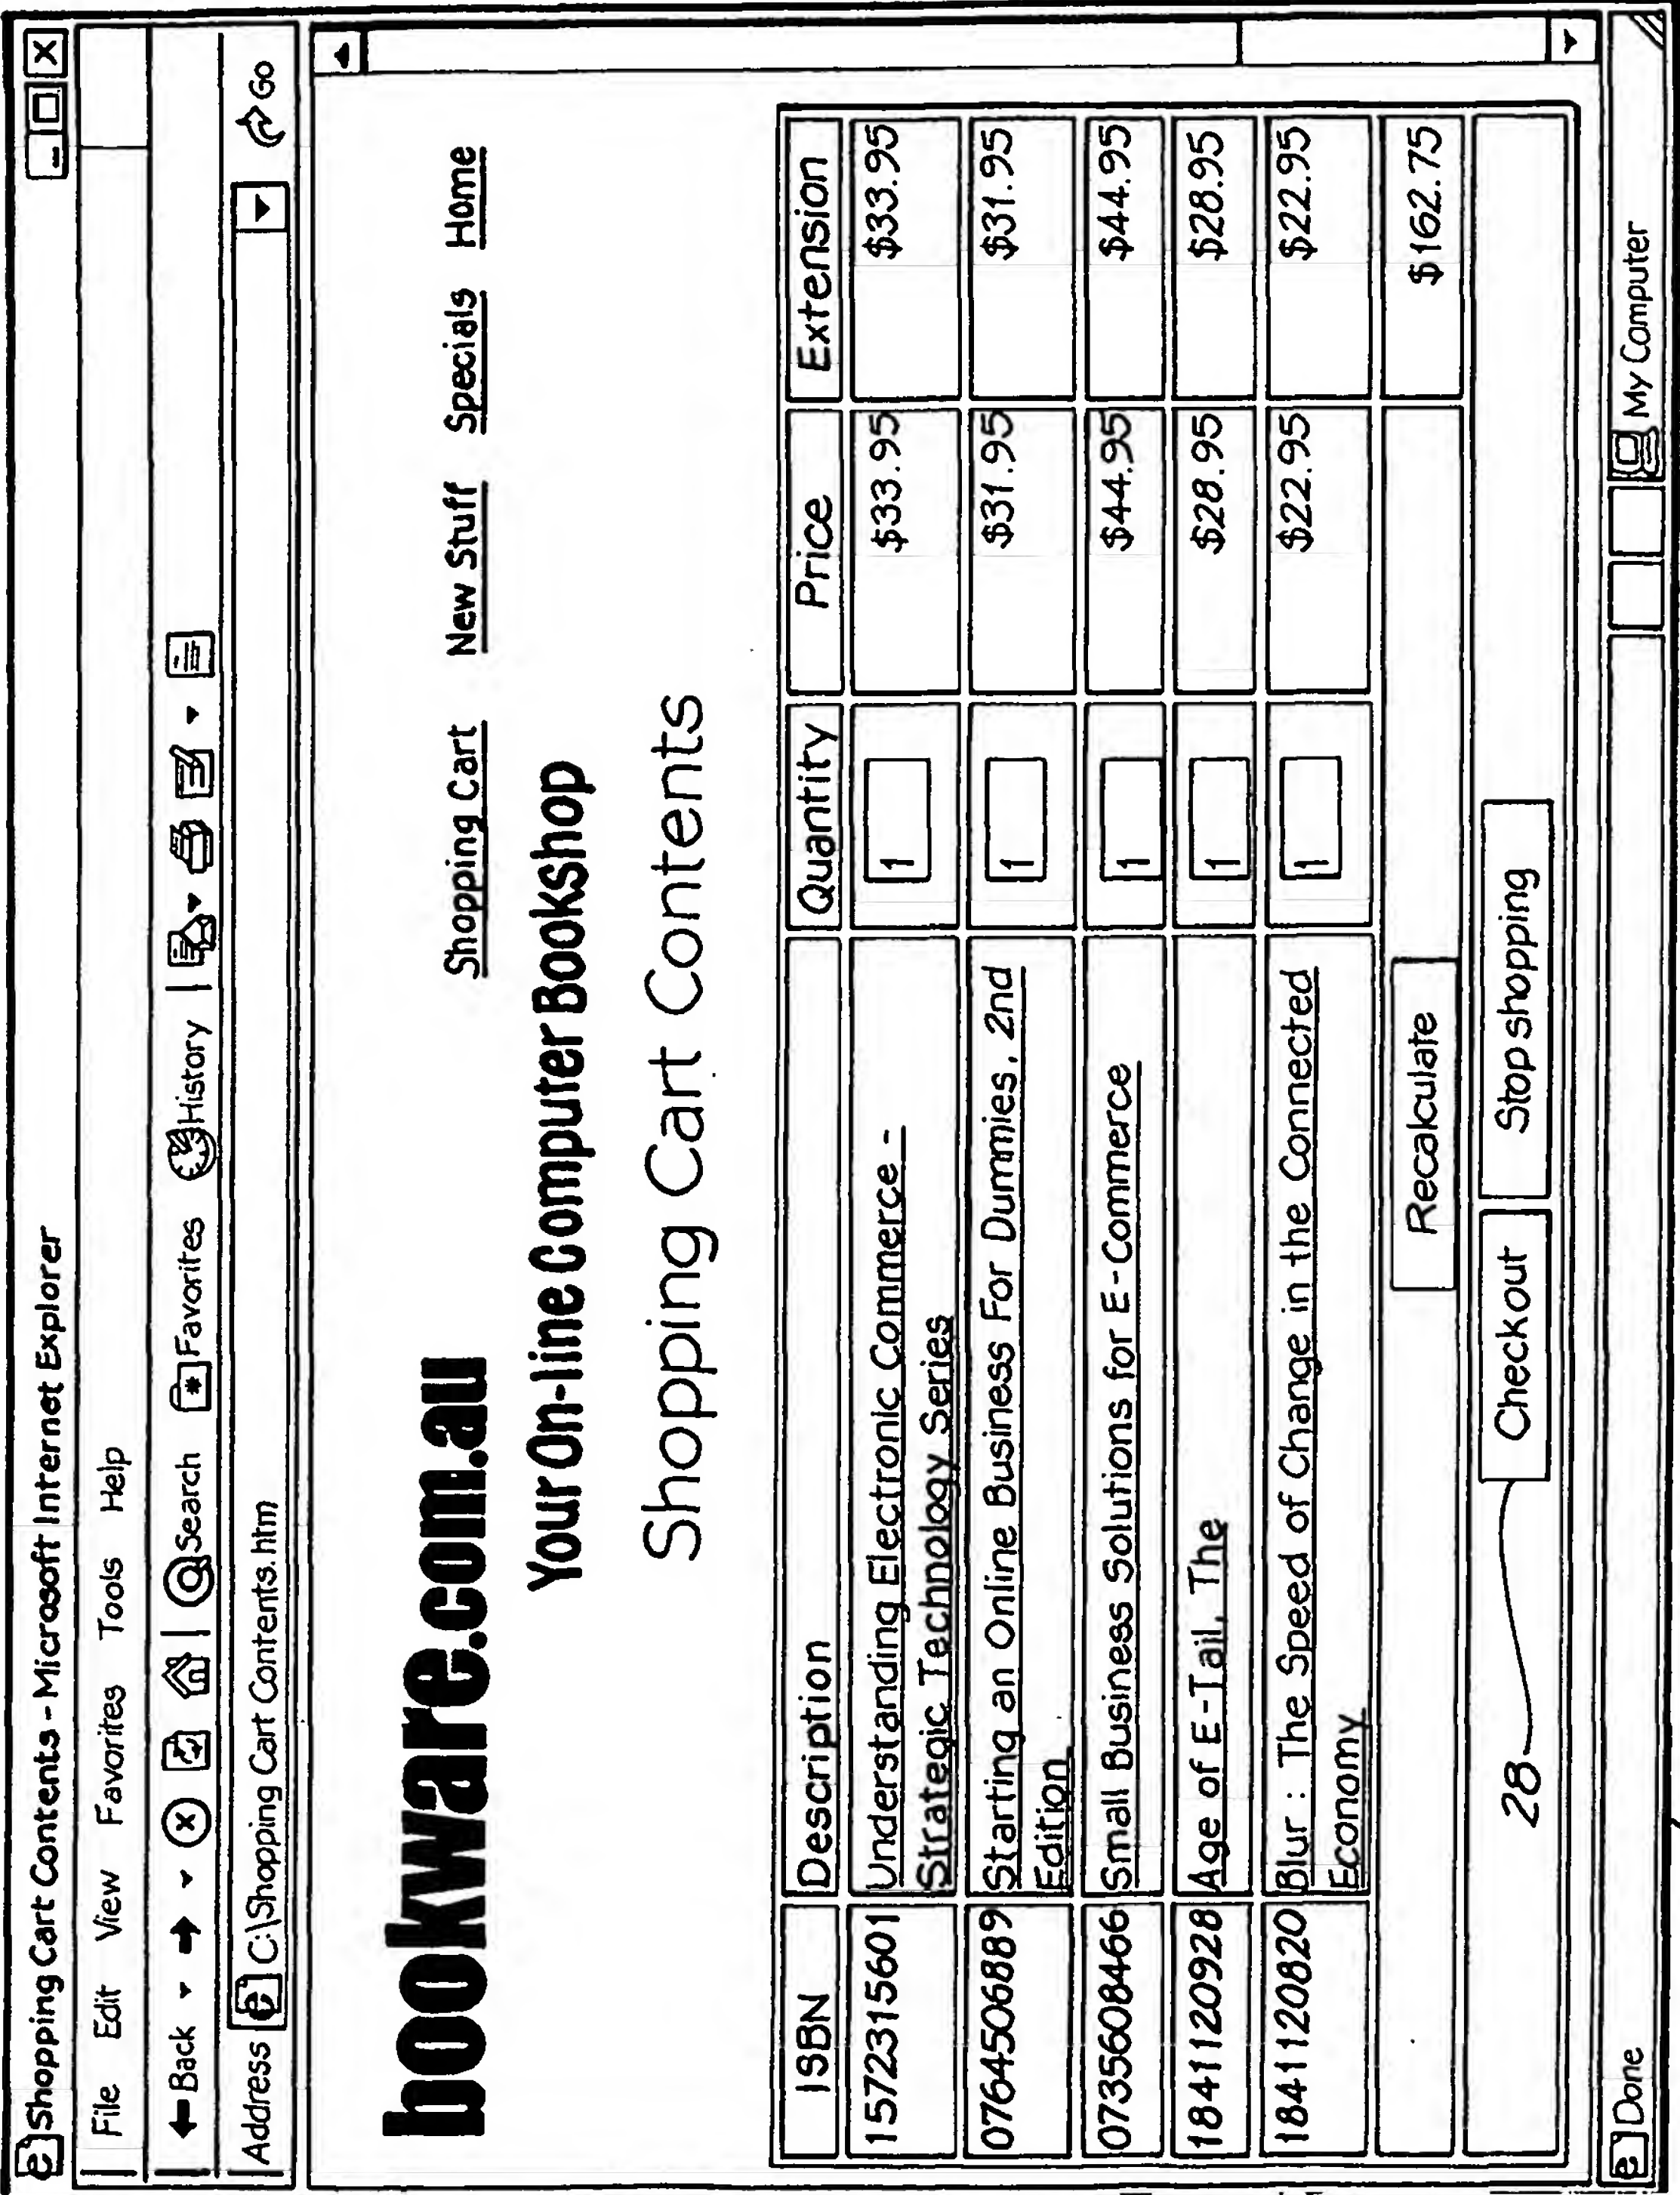 Shopping Cart Contents - Microsoft Internet Explorer
File Edit View Favorites Tools Help
Back Search Favorites History
Address C:\Shopping Cart Contents.htm Go
bookware.com.au Shopping Cart New Stuff Specials Home
Your On-line Computer Bookshop
Shopping Cart Contents
ISBN Description Quantity Price Extension
1572315601 Understanding Electronic Commerce - 1 $33.95 $33.95
Strategic Technology Series
0764506889 Starting an Online Business For Dummies, 2nd 1 $31.95 $31.95
Edition
0735608466 Small Business Solutions for E-Commerce 1 $44.95 $44.95
1841120928 Age of E-Tail, The 1 $28.95 $28.95
1841120820 Blur : The Speed of Change in the Connected 1 $22.95 $22.95
Economy
Recalculate $162.75
Checkout Stop shopping
28
Done My Computer